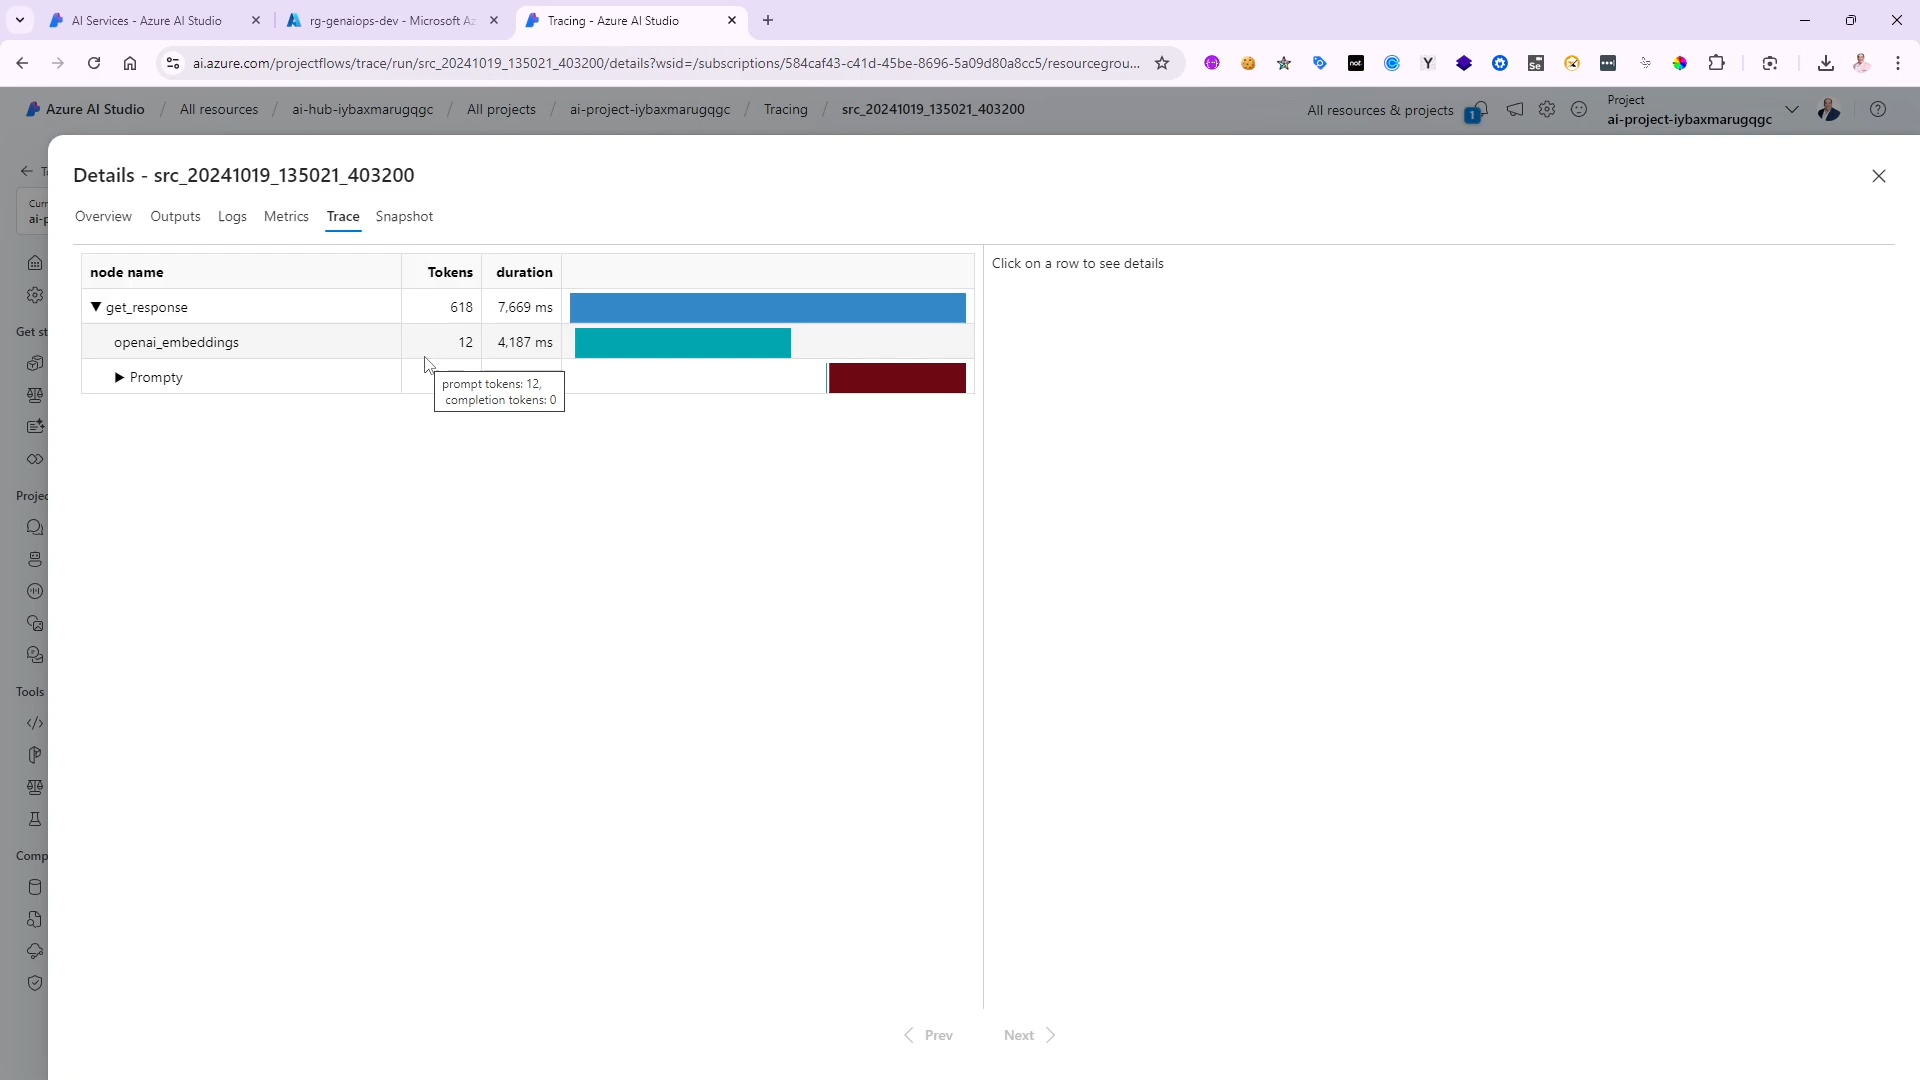 AI Services - Azure AI Studio
rg-genaiops-dev - Microsoft Az
Tracing - Azure AI Studio
ai.azure.com/projectflows/trace/run/src_20241019_135021_403200/details?wsid=/subscriptions/584caf43-c41d-45be-8696-5a09d80a8cc5/resourcegrou...
Azure AI Studio / All resources / ai-hub-iybaxmarugqgc / All projects / ai-project-iybaxmarugqgc / Tracing / src_20241019_135021_403200
All resources & projects
1
Project
ai-project-iybaxmarugqgc
Curr
ai-p
Get st
Projec
Tools
Comp
Details - src_20241019_135021_403200
Overview Outputs Logs Metrics Trace Snapshot
node name Tokens duration
get_response 618 7,669 ms
openai_embeddings 12 4,187 ms
Prompty
prompt tokens: 12,
completion tokens: 0
Click on a row to see details
Prev Next